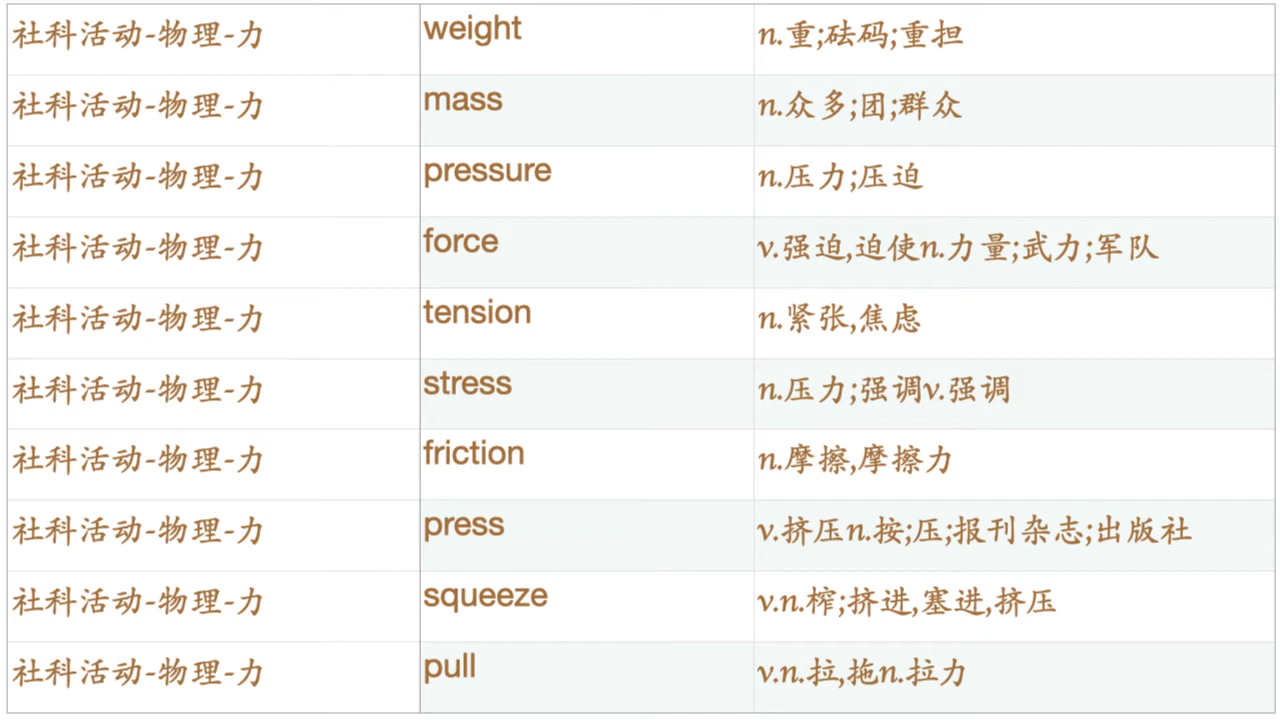 社科活动-物理-力 weight n.重;砝码;重担
社科活动-物理-力 mass n.众多;团;群众
社科活动-物理-力 pressure n.压力;压迫
社科活动-物理-力 force v.强迫,迫使n.力量;武力;军队
社科活动-物理-力 tension n.紧张,焦虑
社科活动-物理-力 stress n.压力;强调v.强调
社科活动-物理-力 friction n.摩擦,摩擦力
社科活动-物理-力 press v.挤压n.按;压;报刊杂志;出版社
社科活动-物理-力 squeeze v.n.榨;挤进,塞进,挤压
社科活动-物理-力 pull v.n.拉,拖n.拉力